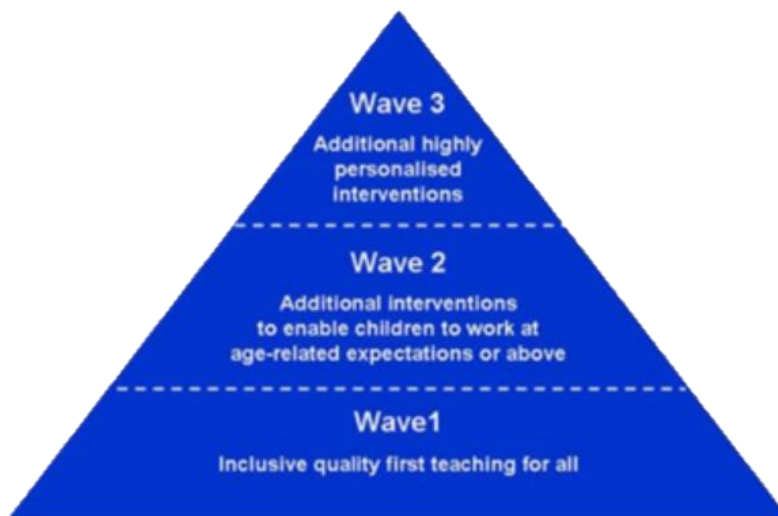 Wave 3
Additional highly
personalised
interventions
Wave 2
Additional interventions
to enable children to work at
age-related expectations or above
Wave1
Inclusive quality first teaching for all